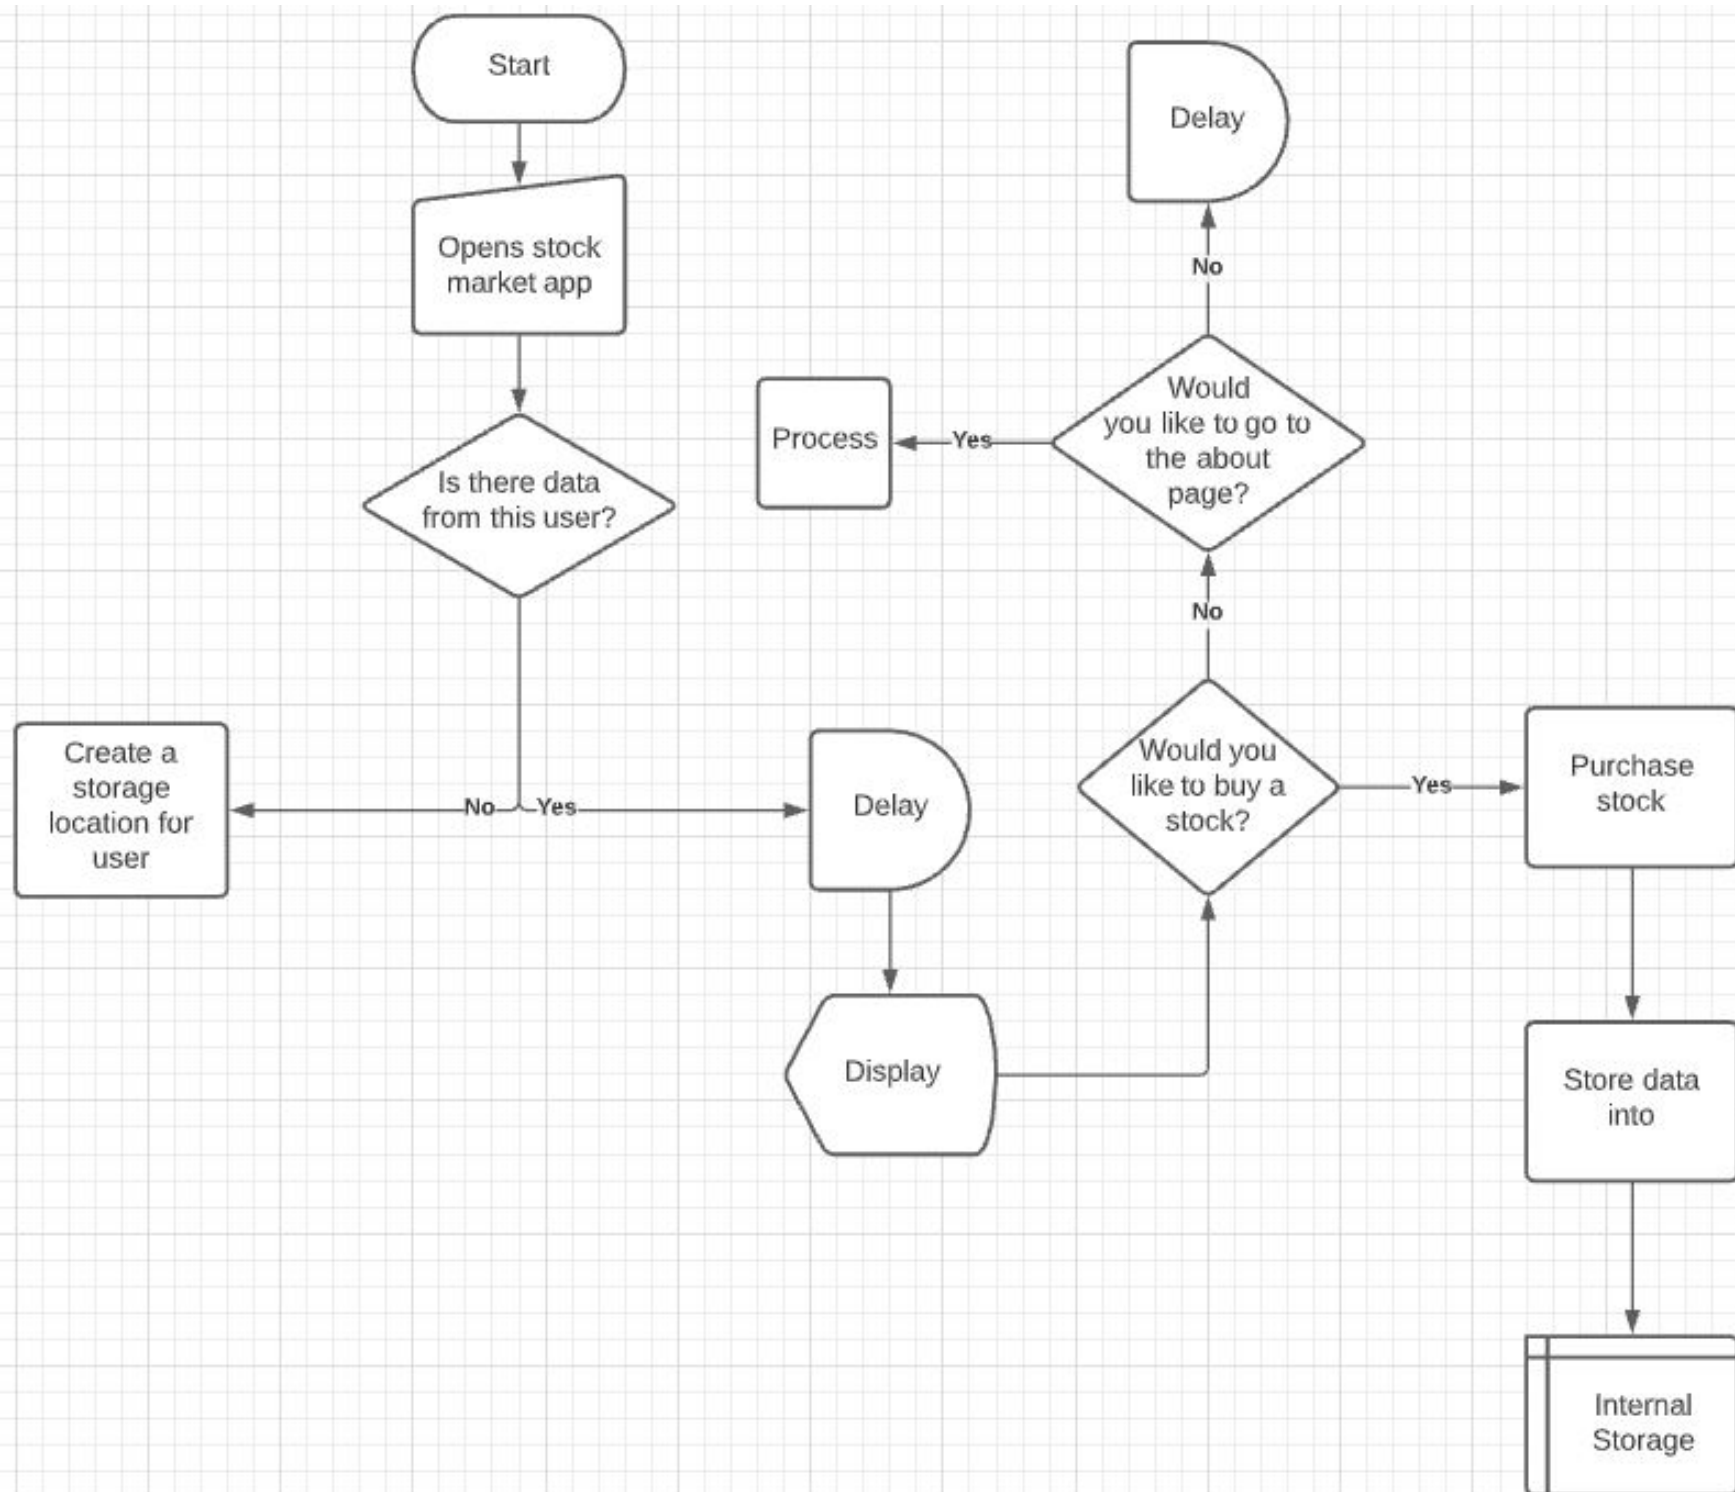 Start
Opens stock
market app
Is there data
from this user?
No
Yes
Create a
storage
location for
user
Delay
Display
Would you
like to buy a
stock?
No
Yes
Would
you like to go to
the about
page?
Yes
Process
No
Delay
Purchase
stock
Store data
into
Internal
Storage